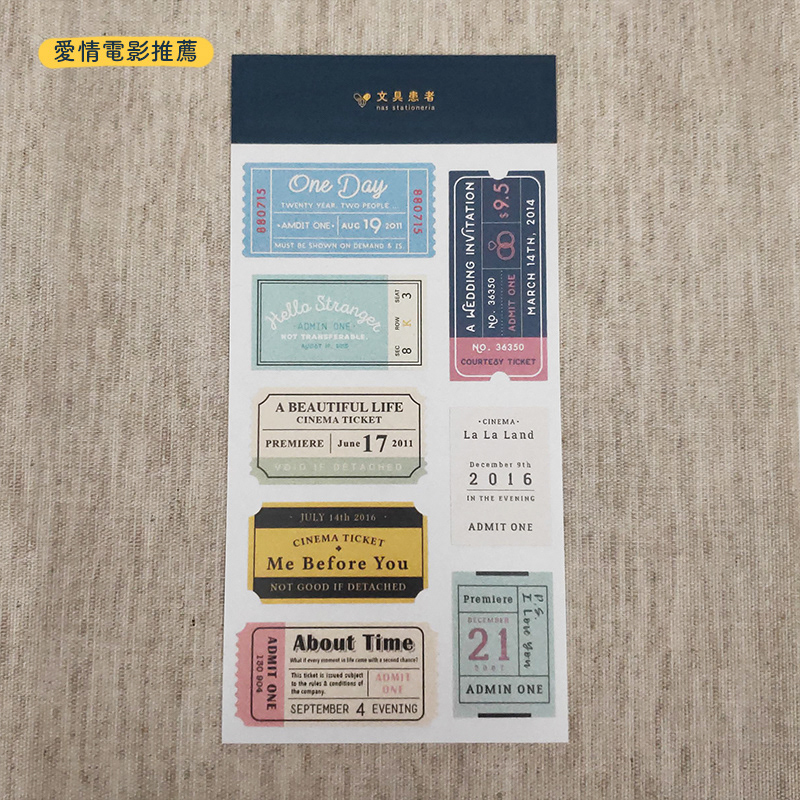 愛情電影推薦
文具患者
nas stationeria
One Day
TWENTY YEAR. TWO PEOPLE ...
880715
880715
·AMDIT ONE·
AUG 19 2011
MUST BE SHOWN ON DEMAND & IS.
A WEDDING INVITATION
NO. 36350
ADMIT ONE
$9.5
MARCH 14TH, 2014
NO. 36350
COURTESY TICKET
Hello Stranger
·ADMIN ONE·
NOT TRANSFERABLE.
SEC 8 ROW K SEAT 3
A BEAUTIFUL LIFE
CINEMA TICKET
PREMIERE June 17 2011
VOID IF DETACHED
·CINEMA·
La La Land
December 9th
2016
IN THE EVENING
ADMIT ONE
· JULY 14th 2016 ·
CINEMA TICKET
Me Before You
NOT GOOD IF DETACHED
About Time
What if every moment in life came with a second chance?
This ticket is issued subject
to the rules & conditions of
the company.
ADMIT
ONE
SEPTEMBER 4 EVENING
ADMIT ONE
130 904
Premiere
DECEMBER
21
2007
P.S.
I Love You
ADMIN ONE